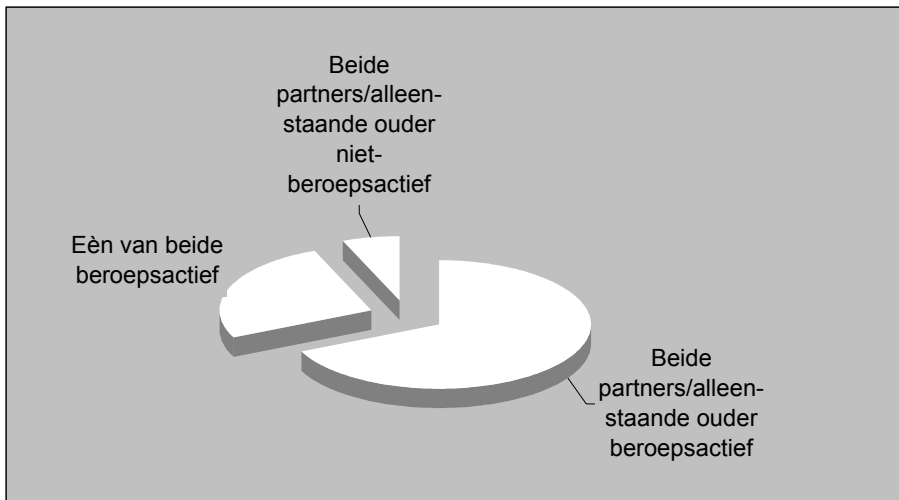 Beide
partners/alleen-
staande ouder
niet-
beroepsactief
Eèn van beide
beroepsactief
Beide
partners/alleen-
staande ouder
beroepsactief